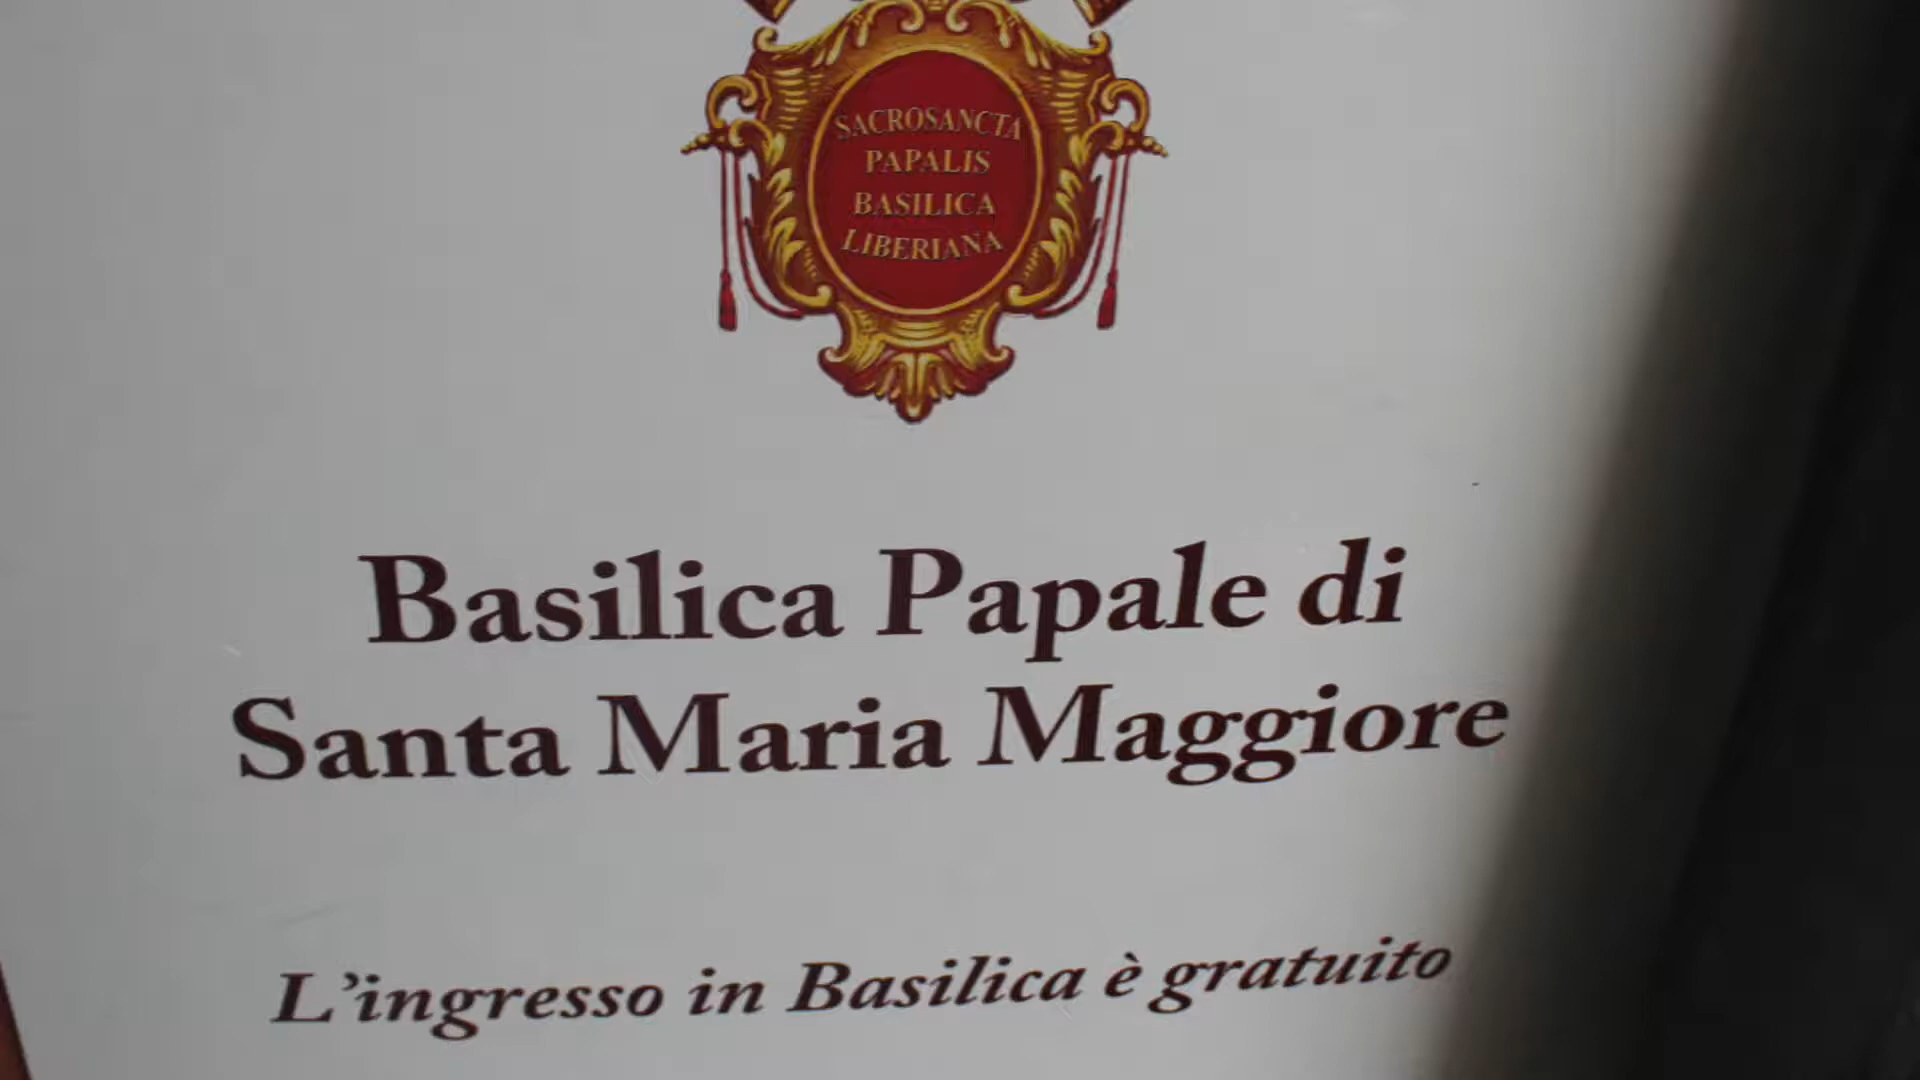 SACROSANCTA
PAPALIS
BASILICA
LIBERIANA
Basilica Papale di
Santa Maria Maggiore
L'ingresso in Basilica è gratuito